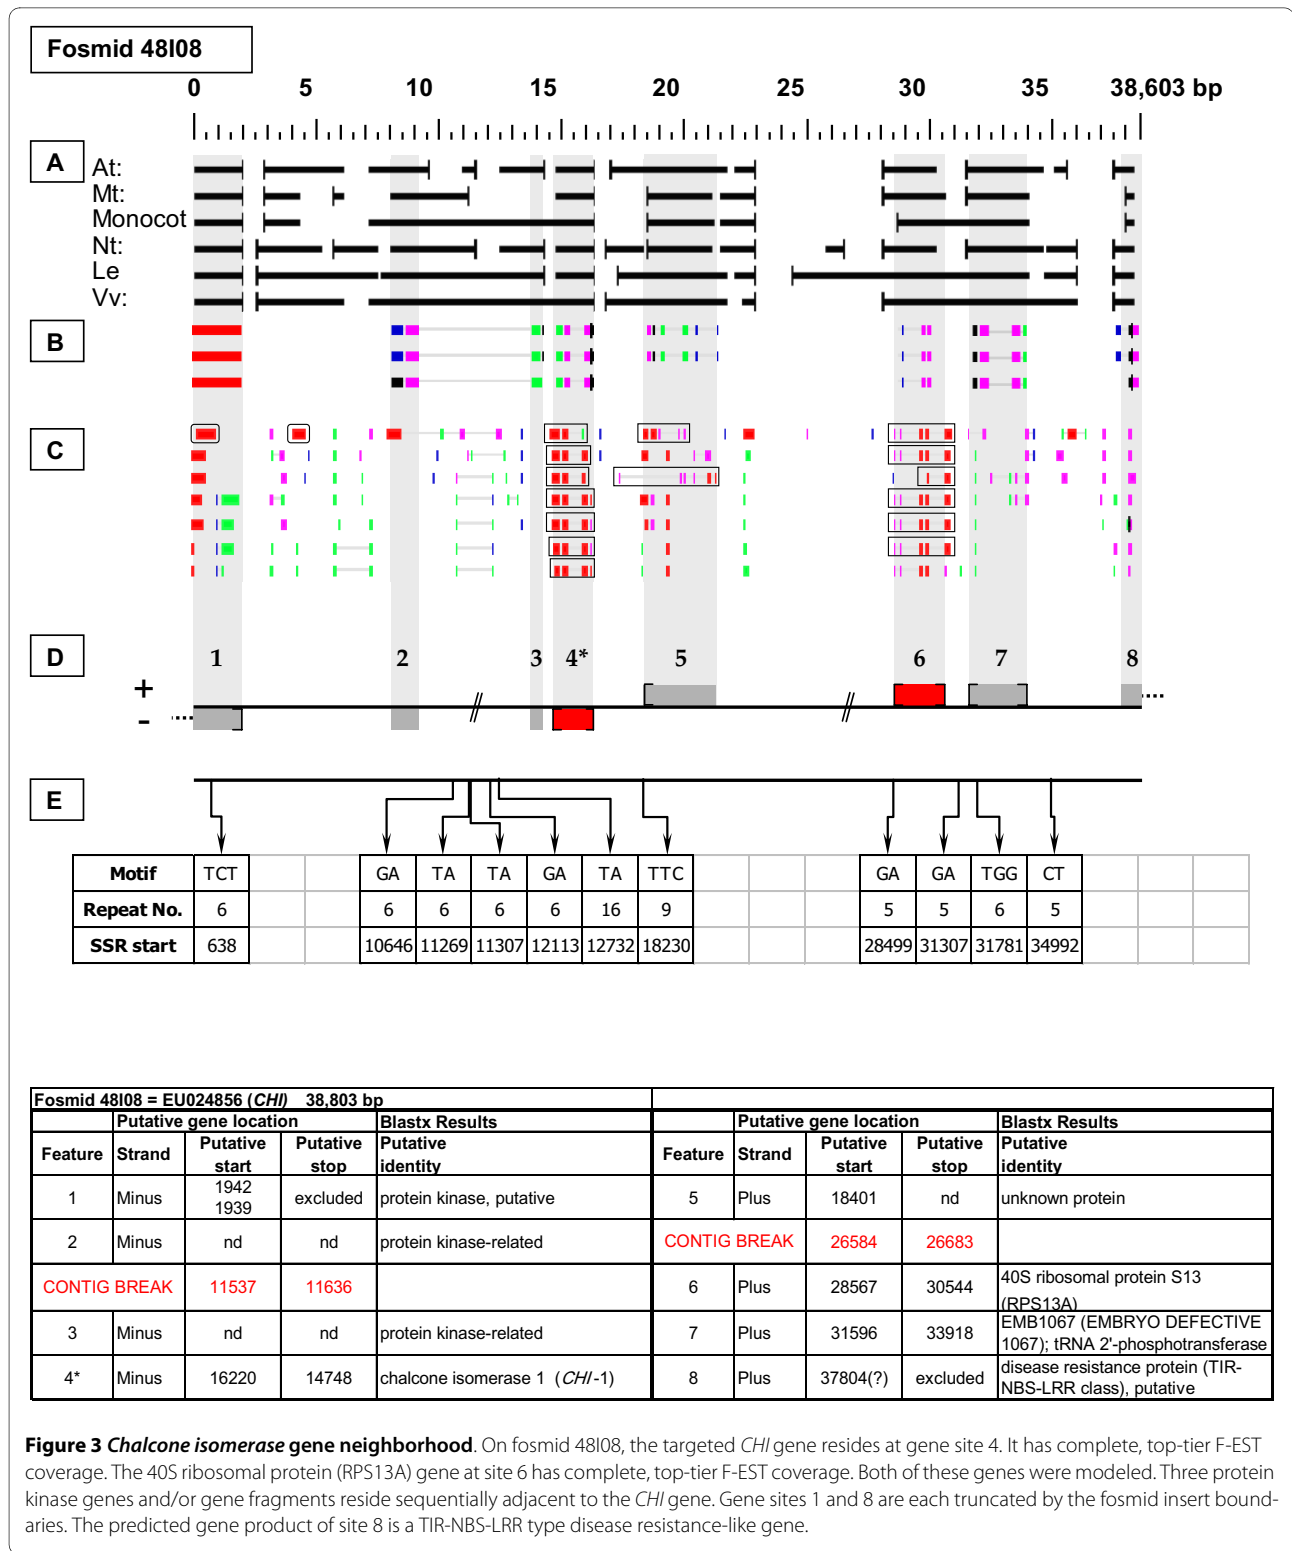 Fosmid 48I08
0 5 10 15 20 25 30 35 38,603 bp
A
At:
Mt:
Monocot
Nt:
Le
Vv:
B
C
D
1 2 3 4* 5 6 7 8
+
-
E
Motif TCT GA TA TA GA TA TTC GA GA TGG CT
Repeat No. 6 6 6 6 6 16 9 5 5 6 5
SSR start 638 10646 11269 11307 12113 12732 18230 28499 31307 31781 34992
Fosmid 48I08 = EU024856 (CHI) 38,803 bp
Putative gene location Blastx Results Putative gene location Blastx Results
Feature Strand Putative start Putative stop Putative identity Feature Strand Putative start Putative stop Putative identity
1 Minus 1942 1939 excluded protein kinase, putative 5 Plus 18401 nd unknown protein
2 Minus nd nd protein kinase-related CONTIG BREAK 26584 26683
CONTIG BREAK 11537 11636 6 Plus 28567 30544 40S ribosomal protein S13 (RPS13A)
3 Minus nd nd protein kinase-related 7 Plus 31596 33918 EMB1067 (EMBRYO DEFECTIVE 1067); tRNA 2'-phosphotransferase
4* Minus 16220 14748 chalcone isomerase 1 (CHI-1) 8 Plus 37804(?) excluded disease resistance protein (TIR-NBS-LRR class), putative
Figure 3 Chalcone isomerase gene neighborhood. On fosmid 48I08, the targeted CHI gene resides at gene site 4. It has complete, top-tier F-EST
coverage. The 40S ribosomal protein (RPS13A) gene at site 6 has complete, top-tier F-EST coverage. Both of these genes were modeled. Three protein
kinase genes and/or gene fragments reside sequentially adjacent to the CHI gene. Gene sites 1 and 8 are each truncated by the fosmid insert bound-
aries. The predicted gene product of site 8 is a TIR-NBS-LRR type disease resistance-like gene.